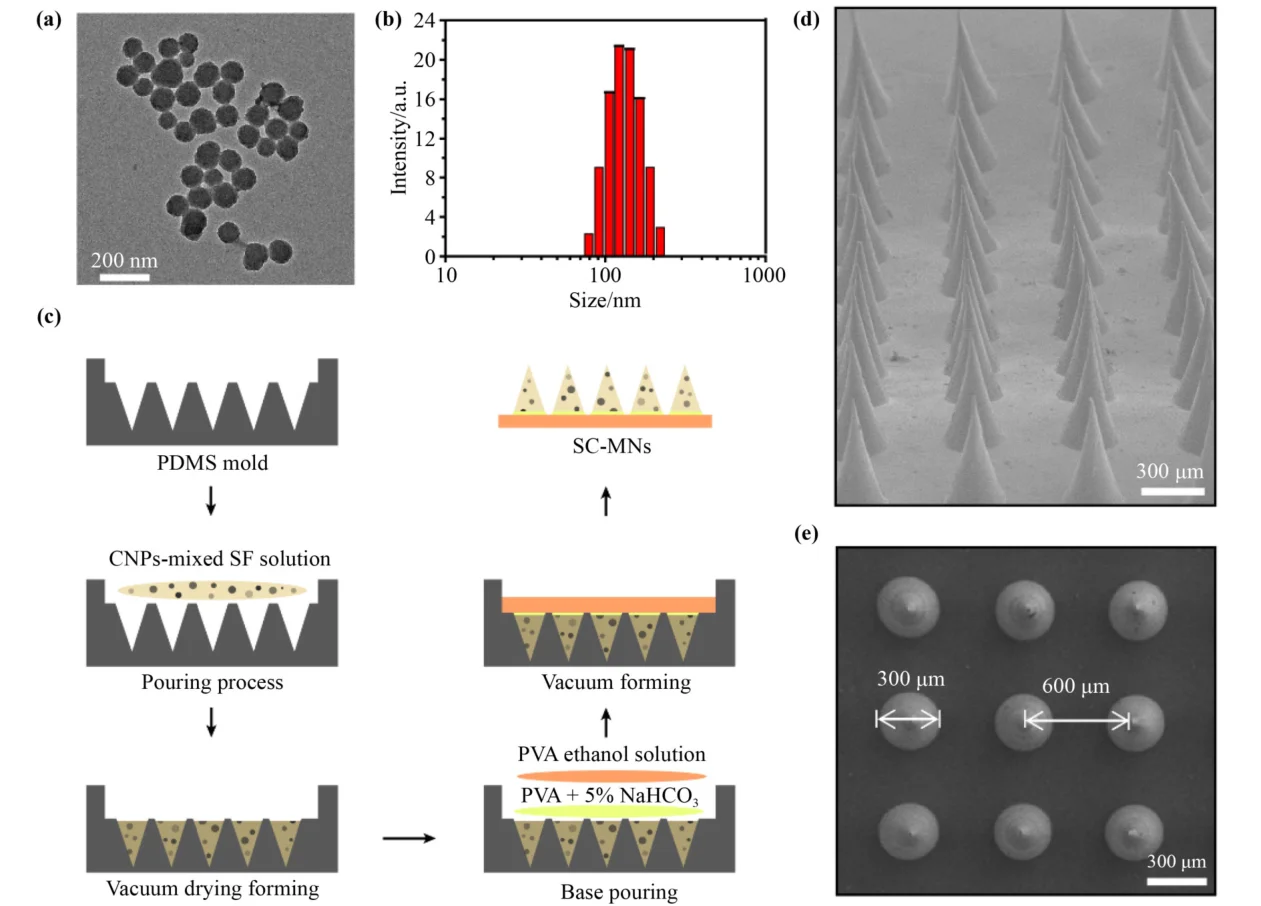 (a)
200 nm
(b)
24
20
16
12
8
4
0
Intensity/a.u.
10
100
1000
Size/nm
(c)
PDMS mold
CNPs-mixed SF solution
Pouring process
Vacuum drying forming
PVA ethanol solution
PVA + 5% NaHCO₃
Base pouring
Vacuum forming
SC-MNs
(d)
300 μm
(e)
300 μm
600 μm
300 μm